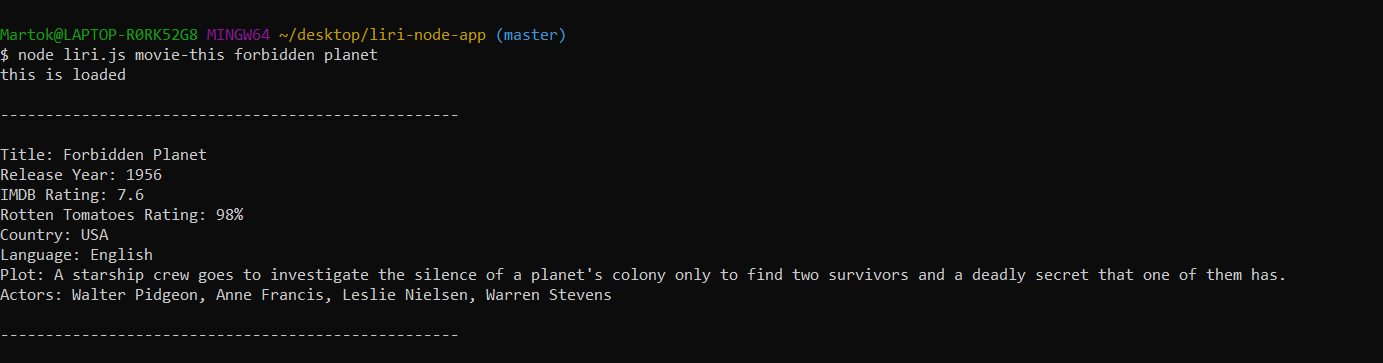 Martok@LAPTOP-R0RK52G8 MINGW64 ~/desktop/liri-node-app (master)
$ node liri.js movie-this forbidden planet
this is loaded
---------------------------------------------------
Title: Forbidden Planet
Release Year: 1956
IMDB Rating: 7.6
Rotten Tomatoes Rating: 98%
Country: USA
Language: English
Plot: A starship crew goes to investigate the silence of a planet's colony only to find two survivors and a deadly secret that one of them has.
Actors: Walter Pidgeon, Anne Francis, Leslie Nielsen, Warren Stevens
---------------------------------------------------